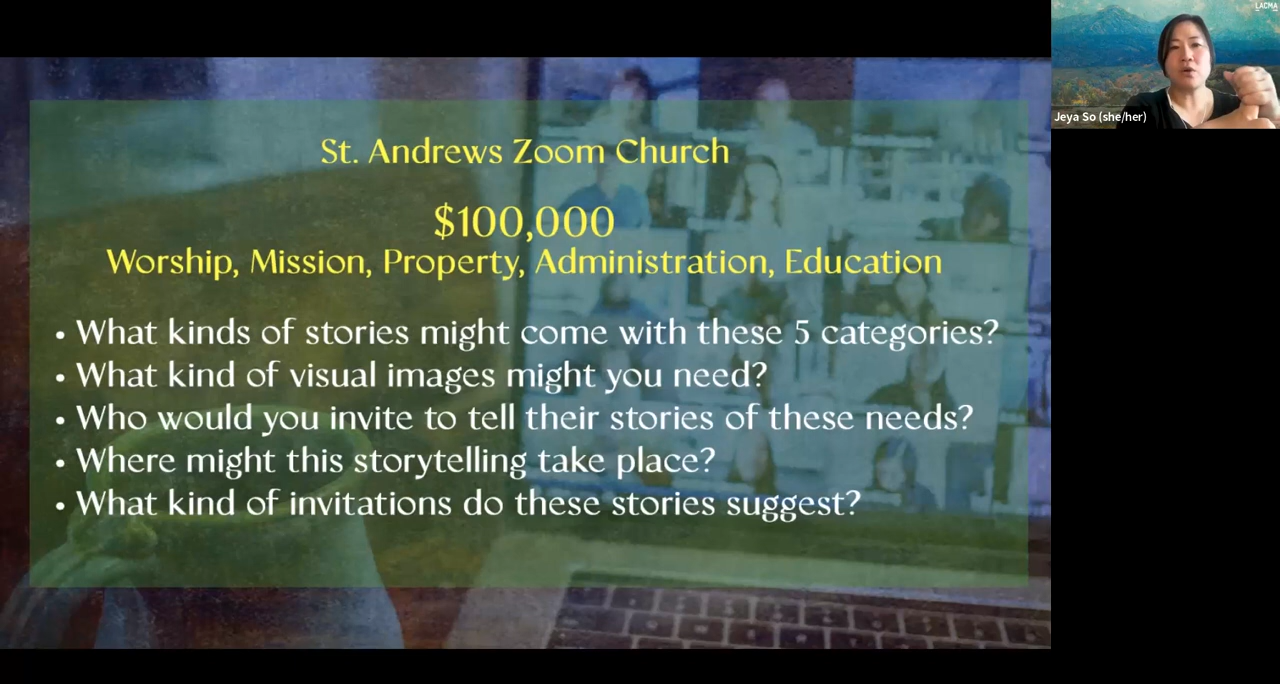 St. Andrews Zoom Church
$100,000
Worship, Mission, Property, Administration, Education
• What kinds of stories might come with these 5 categories?
• What kind of visual images might you need?
• Who would you invite to tell their stories of these needs?
• Where might this storytelling take place?
• What kind of invitations do these stories suggest?
LACMA
Jeya So (she/her)